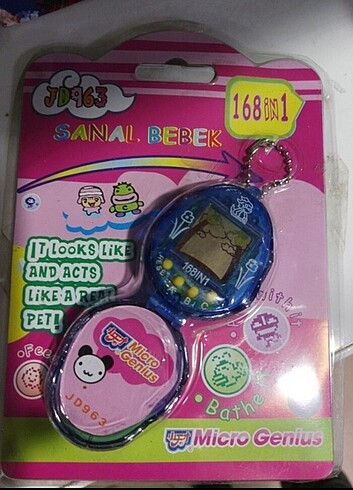 JD963
168 IN 1
SANAL BEBEK
IT LOOKS LIKE
AND ACTS
LIKE A REAL
PET!
168IN1
A B C
Micro
Genius
JD963
Bathe
Micro Genius